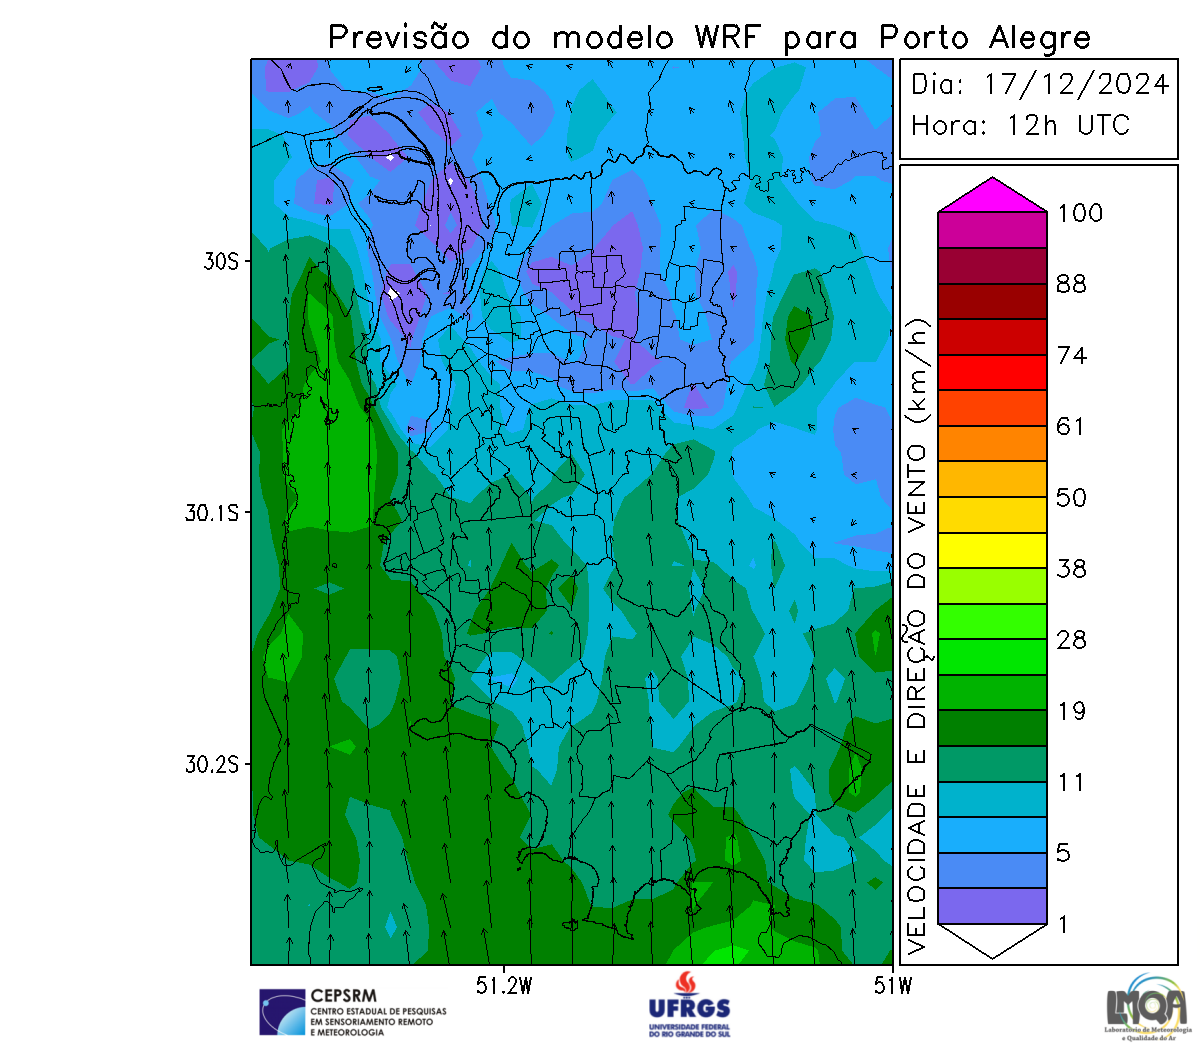 Previsão do modelo WRF para Porto Alegre
Dia: 17/12/2024
Hora: 12h UTC
30S
30.1S
30.2S
51.2W
51W
VELOCIDADE E DIREÇÃO DO VENTO (km/h)
100
88
74
61
50
38
28
19
11
5
1
CEPSRM
CENTRO ESTADUAL DE PESQUISAS
EM SENSORIAMENTO REMOTO
E METEOROLOGIA
UFRGS
UNIVERSIDADE FEDERAL
DO RIO GRANDE DO SUL
LMQA
Laboratório de Meteorologia
e Qualidade do Ar